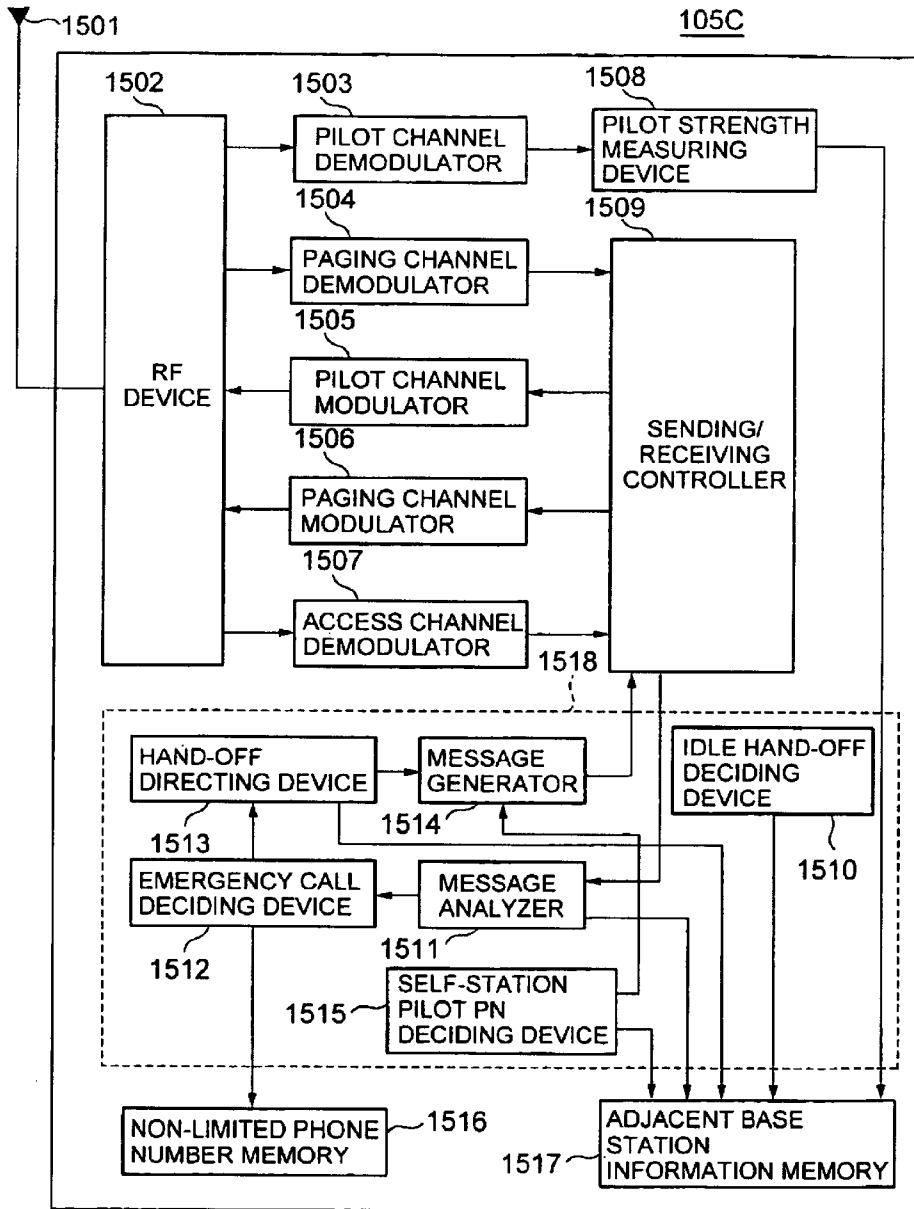 1501
105C
1502
1503
1508
PILOT CHANNEL
DEMODULATOR
PILOT STRENGTH
MEASURING
DEVICE
1504
1509
PAGING CHANNEL
DEMODULATOR
1505
RF
DEVICE
PILOT CHANNEL
MODULATOR
SENDING/
RECEIVING
CONTROLLER
1506
PAGING CHANNEL
MODULATOR
1507
ACCESS CHANNEL
DEMODULATOR
1518
HAND-OFF
DIRECTING DEVICE
MESSAGE
GENERATOR
IDLE HAND-OFF
DECIDING
DEVICE
1513
1514
1510
EMERGENCY CALL
DECIDING DEVICE
MESSAGE
ANALYZER
1512
1511
1515
SELF-STATION
PILOT PN
DECIDING DEVICE
NON-LIMITED PHONE
NUMBER MEMORY
1516
ADJACENT BASE
STATION
INFORMATION MEMORY
1517